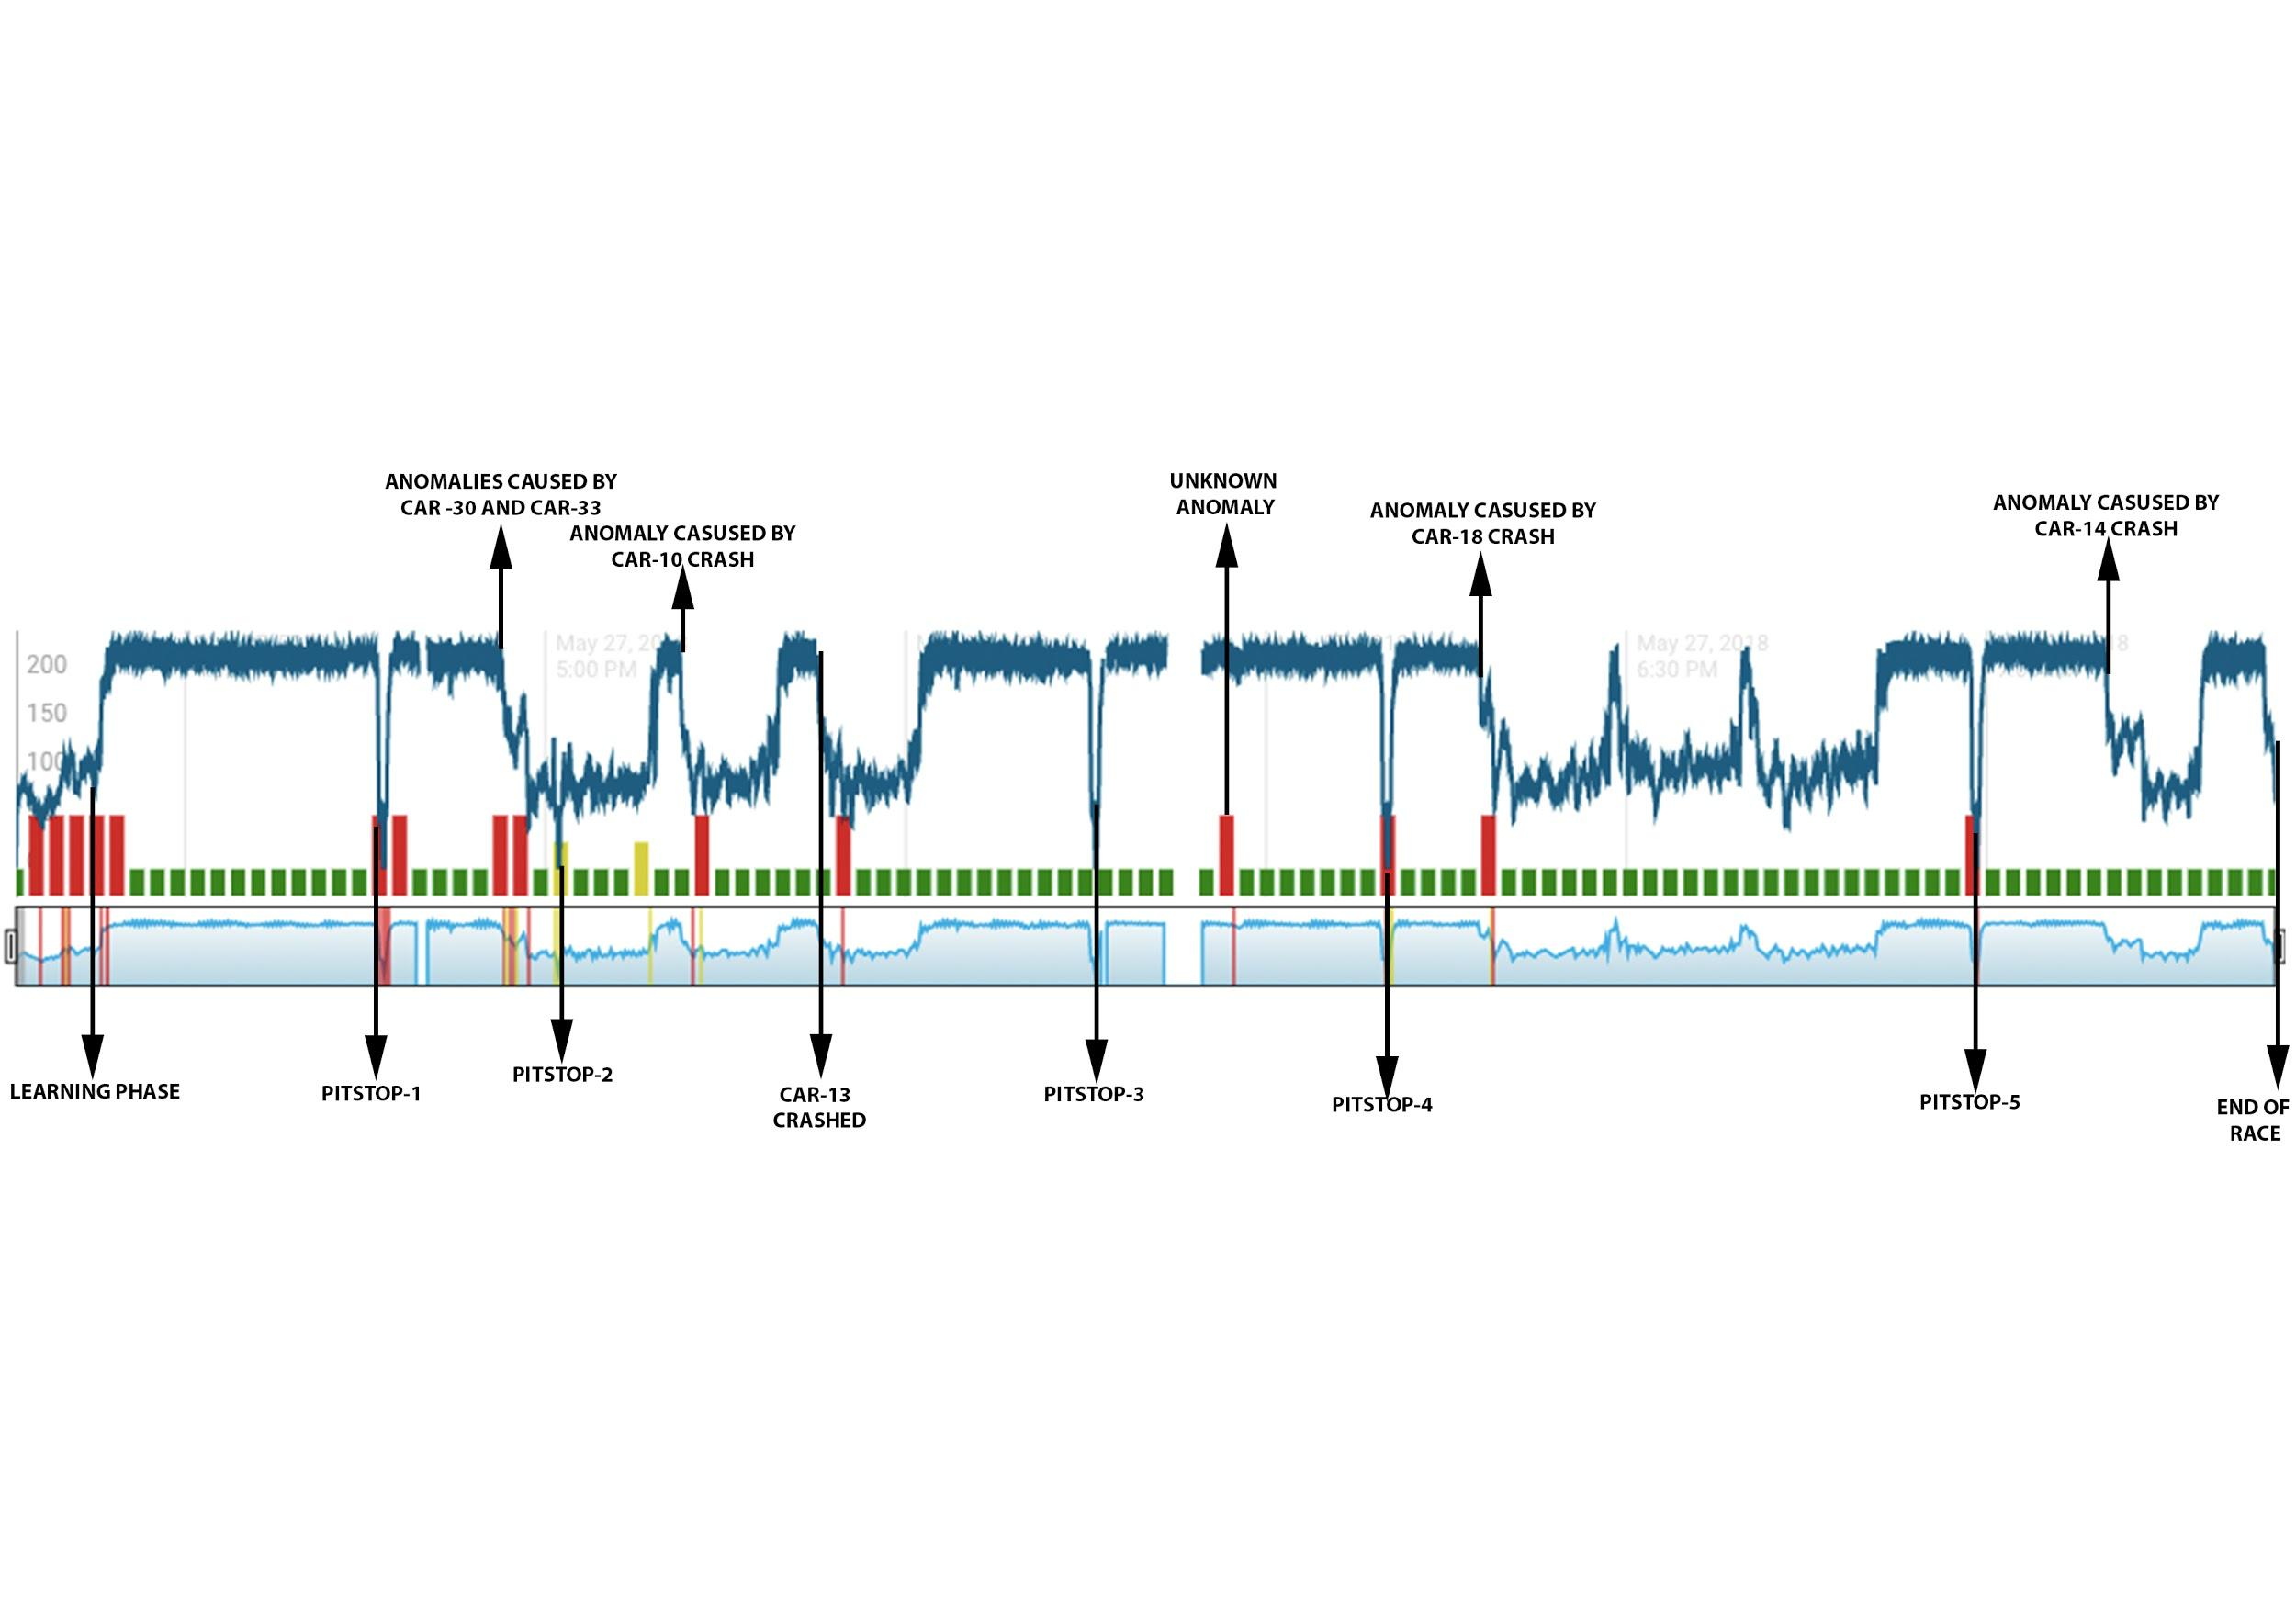 ANOMALIES CAUSED BY
CAR -30 AND CAR-33
ANOMALY CASUSED BY
CAR-10 CRASH
UNKNOWN
ANOMALY
ANOMALY CASUSED BY
CAR-18 CRASH
ANOMALY CASUSED BY
CAR-14 CRASH
200
150
100
May 27, 20
5:00 PM
May 27, 2018
6:30 PM
LEARNING PHASE
PITSTOP-1
PITSTOP-2
CAR-13
CRASHED
PITSTOP-3
PITSTOP-4
PITSTOP-5
END OF
RACE